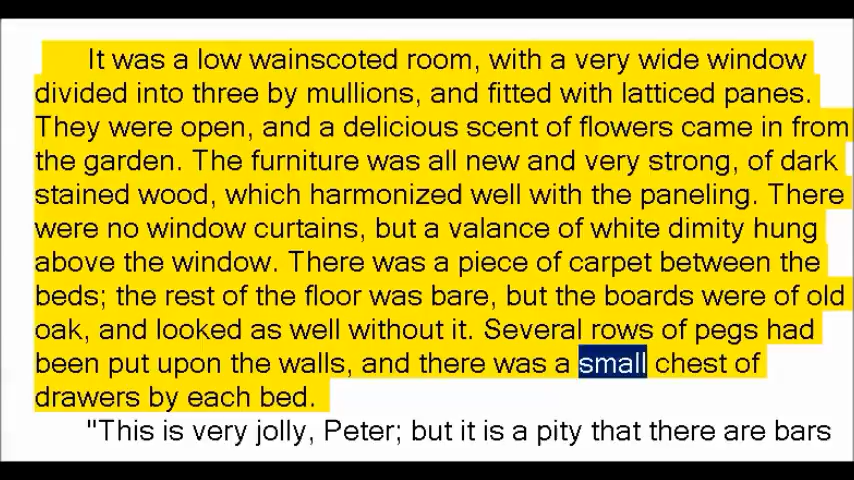 It was a low wainscoted room, with a very wide window
divided into three by mullions, and fitted with latticed panes.
They were open, and a delicious scent of flowers came in from
the garden. The furniture was all new and very strong, of dark
stained wood, which harmonized well with the paneling. There
were no window curtains, but a valance of white dimity hung
above the window. There was a piece of carpet between the
beds; the rest of the floor was bare, but the boards were of old
oak, and looked as well without it. Several rows of pegs had
been put upon the walls, and there was a small chest of
drawers by each bed.
"This is very jolly, Peter; but it is a pity that there are bars